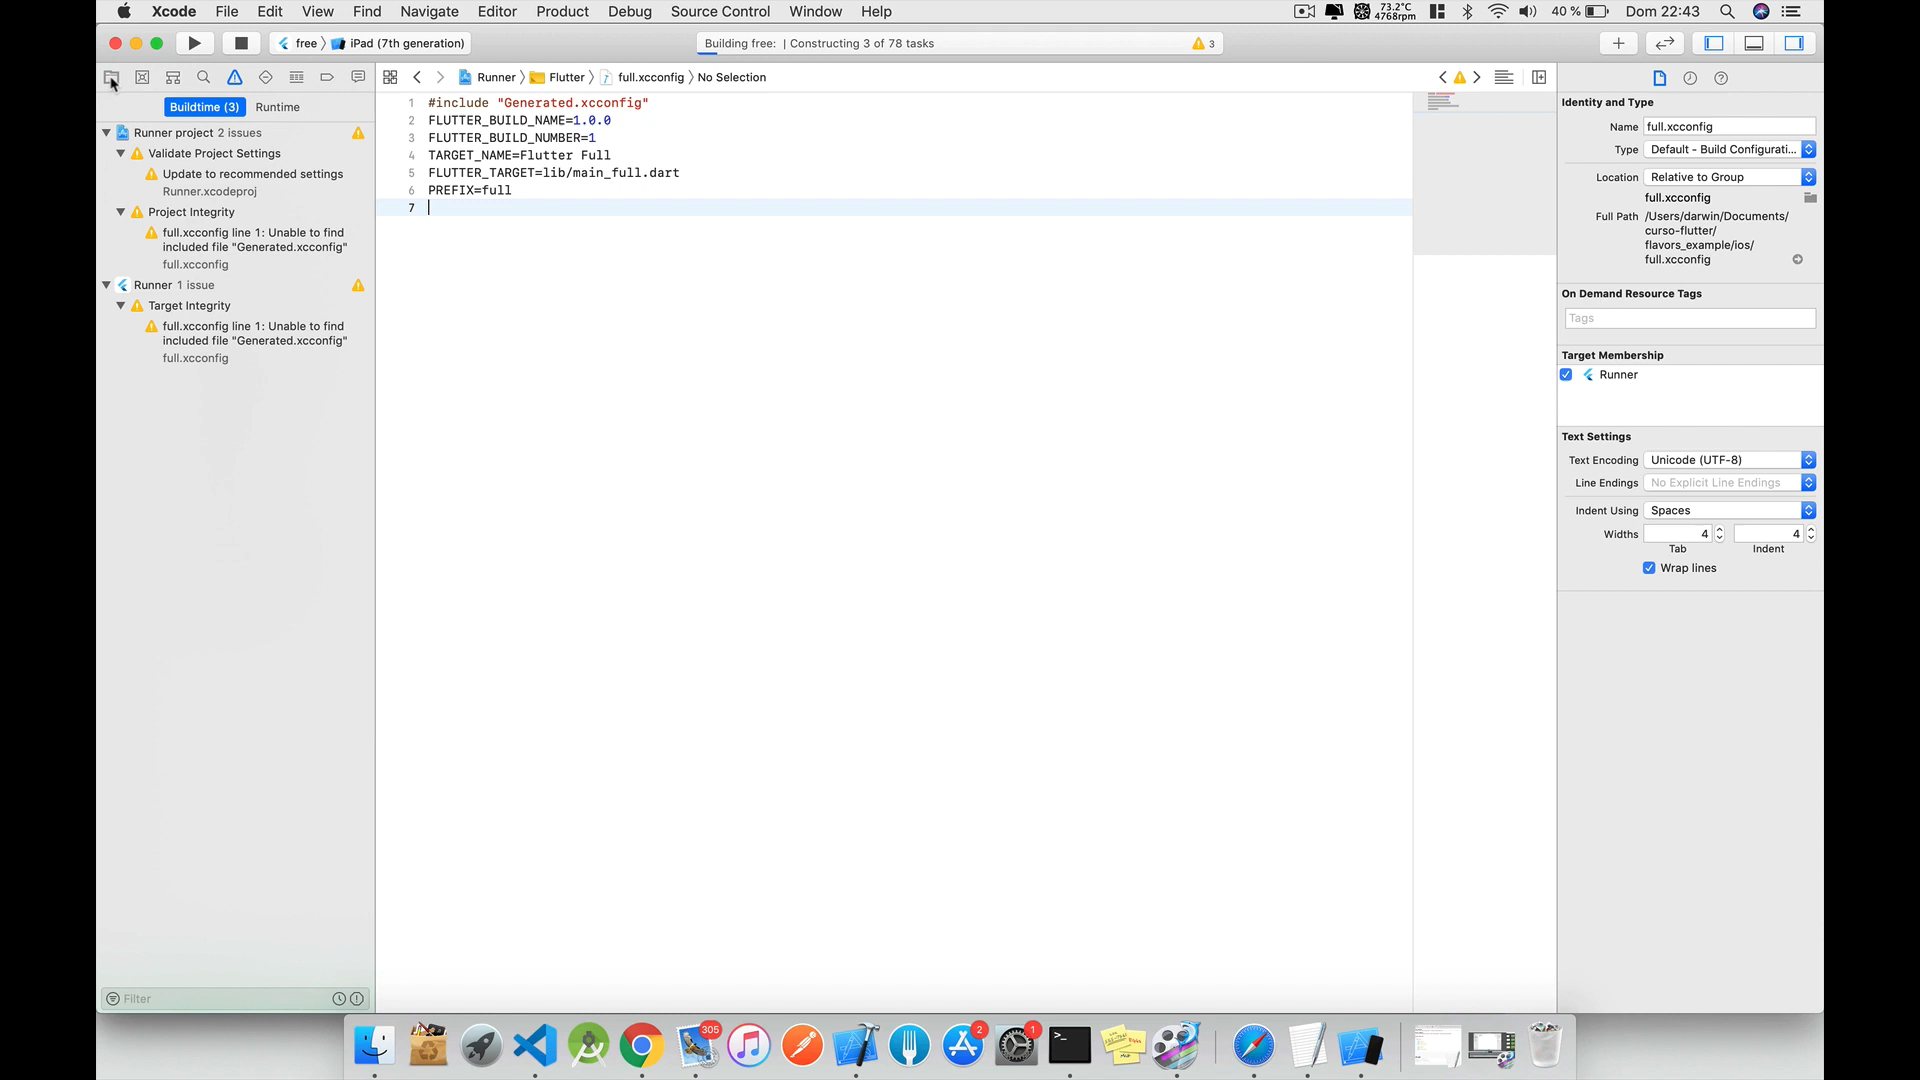 Xcode File Edit View Find Navigate Editor Product Debug Source Control Window Help 73.2°C 4768rpm 40 % Dom 22:43
free iPad (7th generation) Building free: | Constructing 3 of 78 tasks 3
Runner Flutter full.xcconfig No Selection
Buildtime (3) Runtime
Runner project 2 issues
Validate Project Settings
Update to recommended settings
Runner.xcodeproj
Project Integrity
full.xcconfig line 1: Unable to find
included file "Generated.xcconfig"
full.xcconfig
Runner 1 issue
Target Integrity
full.xcconfig line 1: Unable to find
included file "Generated.xcconfig"
full.xcconfig
Filter
1 #include "Generated.xcconfig"
2 FLUTTER_BUILD_NAME=1.0.0
3 FLUTTER_BUILD_NUMBER=1
4 TARGET_NAME=Flutter Full
5 FLUTTER_TARGET=lib/main_full.dart
6 PREFIX=full
7
Identity and Type
Name full.xcconfig
Type Default - Build Configurati...
Location Relative to Group
full.xcconfig
Full Path /Users/darwin/Documents/
curso-flutter/
flavors_example/ios/
full.xcconfig
On Demand Resource Tags
Tags
Target Membership
Runner
Text Settings
Text Encoding Unicode (UTF-8)
Line Endings No Explicit Line Endings
Indent Using Spaces
Widths 4 4
Tab Indent
Wrap lines
305 2 1